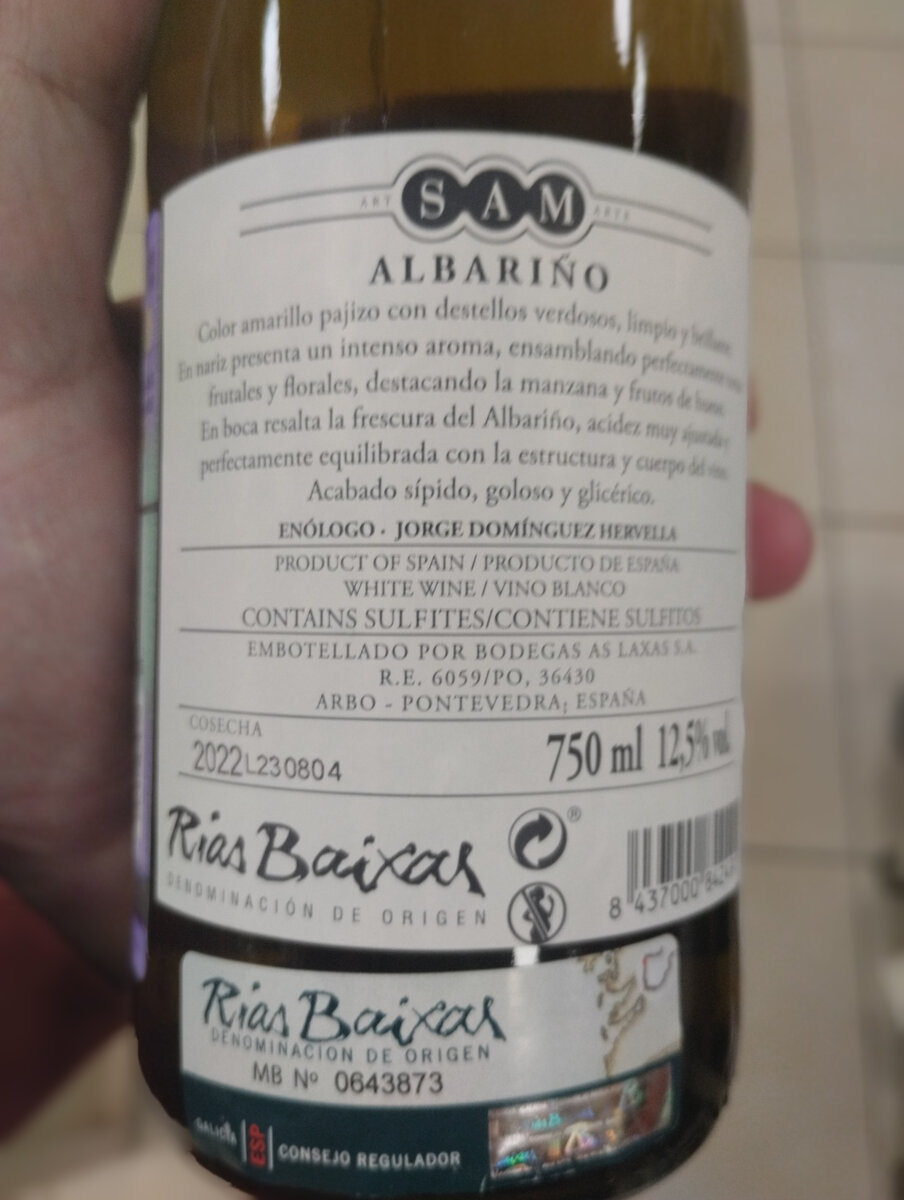 ART SAM ARTE
ALBARIÑO
Color amarillo pajizo con destellos verdosos, limpio y
En nariz presenta un intenso aroma, ensamblando perfectamente
frutales y florales, destacando la manzana y frutos de
En boca resalta la frescura del Albariño, acidez muy
perfectamente equilibrada con la estructura y cuerpo del
Acabado sípido, goloso y glicérico.
ENÓLOGO · JORGE DOMÍNGUEZ HERVELLA
PRODUCT OF SPAIN / PRODUCTO DE ESPAÑA
WHITE WINE / VINO BLANCO
CONTAINS SULFITES/CONTIENE SULFITOS
EMBOTELLADO POR BODEGAS AS LAXAS S.A.
R.E. 6059/PO, 36430
ARBO - PONTEVEDRA, ESPAÑA
COSECHA
2022 L230804
750 ml 12,5% vol.
Rías Baixas
DENOMINACIÓN DE ORIGEN
8 437000
Rías Baixas
DENOMINACION DE ORIGEN
MB Nº 0643873
GALICIA ESP CONSEJO REGULADOR